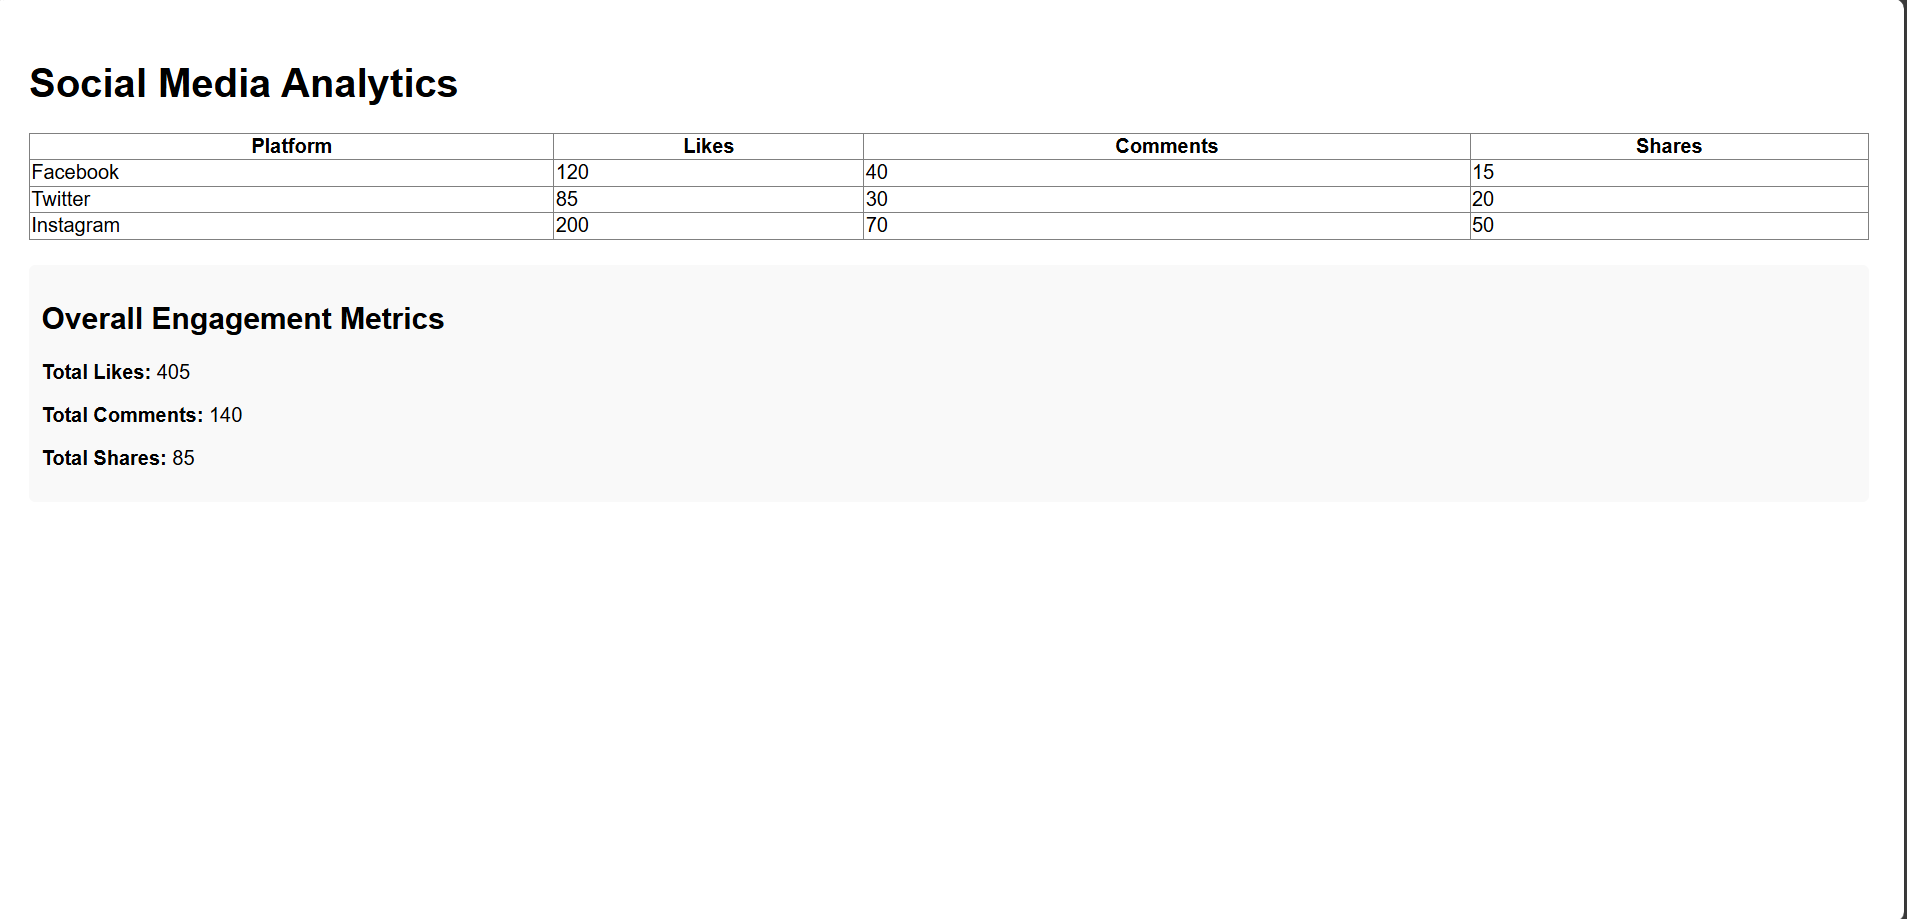 Social Media Analytics
Platform Likes Comments Shares
Facebook 120 40 15
Twitter 85 30 20
Instagram 200 70 50
Overall Engagement Metrics
Total Likes: 405
Total Comments: 140
Total Shares: 85